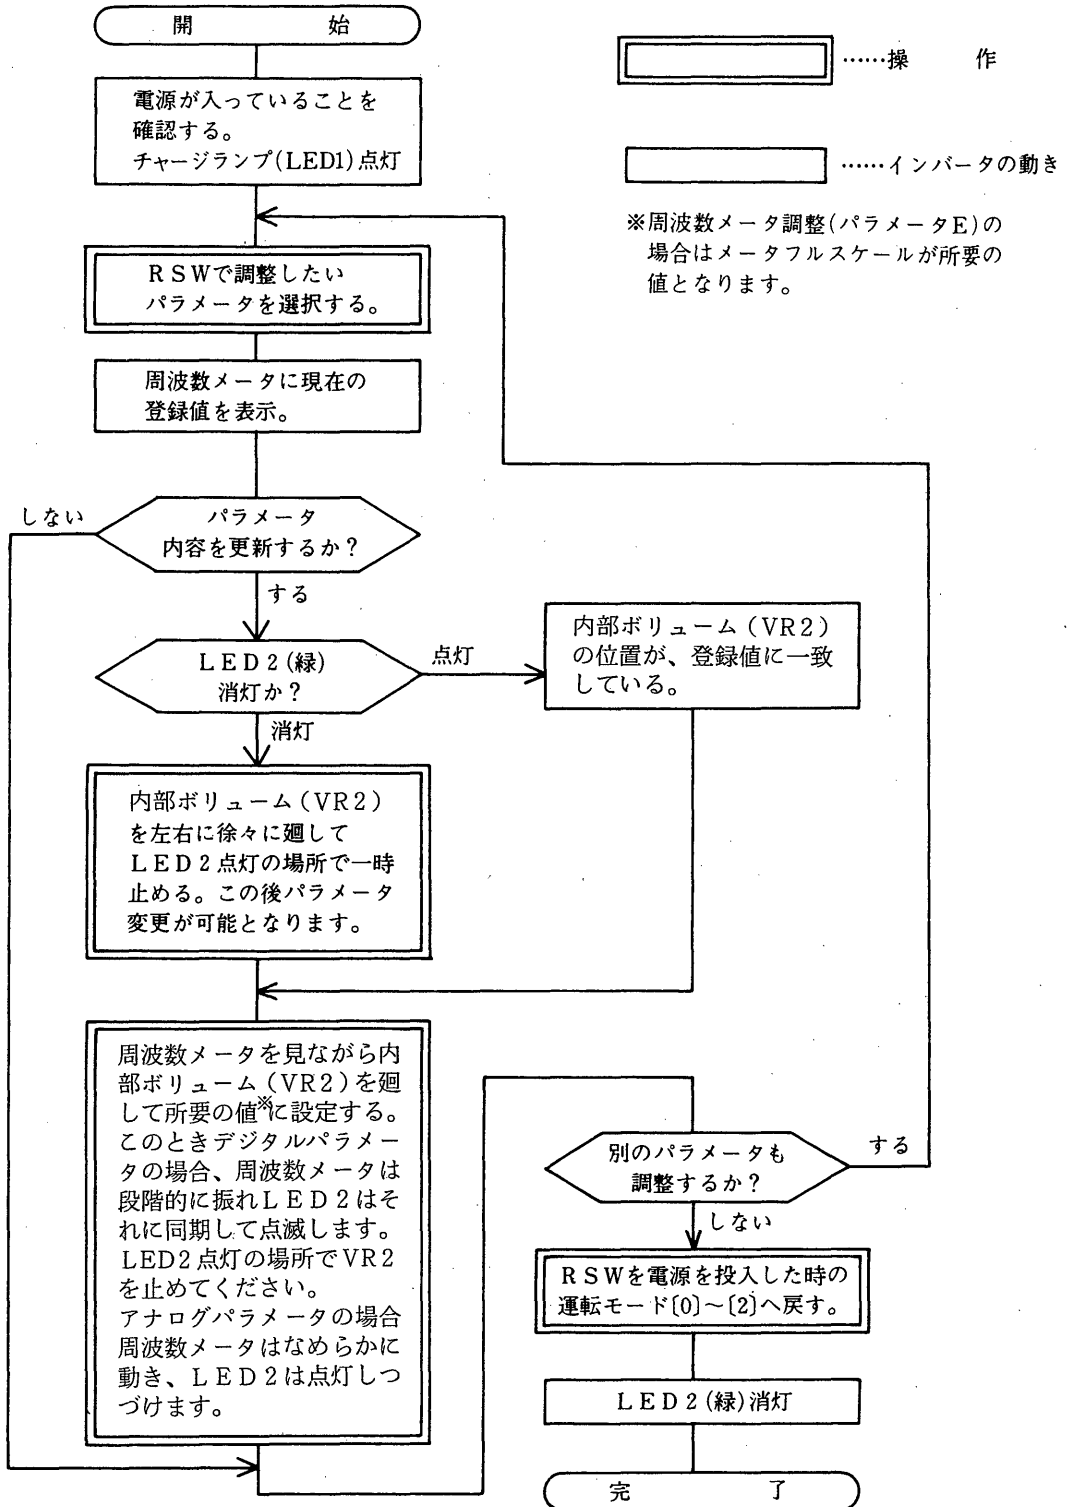 開 始
電源が入っていることを
確認する。
チャージランプ(LED1)点灯
RSWで調整したい
パラメータを選択する。
周波数メータに現在の
登録値を表示。
パラメータ
内容を更新するか?
しない
する
LED2(緑)
消灯か?
点灯
消灯
内部ボリューム(VR2)
の位置が、登録値に一致
している。
内部ボリューム(VR2)
を左右に徐々に廻して
LED2点灯の場所で一時
止める。この後パラメータ
変更が可能となります。
周波数メータを見ながら内
部ボリューム(VR2)を廻
して所要の値※に設定する。
このときデジタルパラメー
タの場合、周波数メータは
段階的に振れLED2はそ
れに同期して点滅します。
LED2点灯の場所でVR2
を止めてください。
アナログパラメータの場合
周波数メータはなめらかに
動き、LED2は点灯しつ
づけます。
別のパラメータも
調整するか?
する
しない
RSWを電源を投入した時の
運転モード[0]~[2]へ戻す。
LED2(緑)消灯
完 了
……操 作
……インバータの動き
※周波数メータ調整(パラメータE)の
場合はメータフルスケールが所要の
値となります。